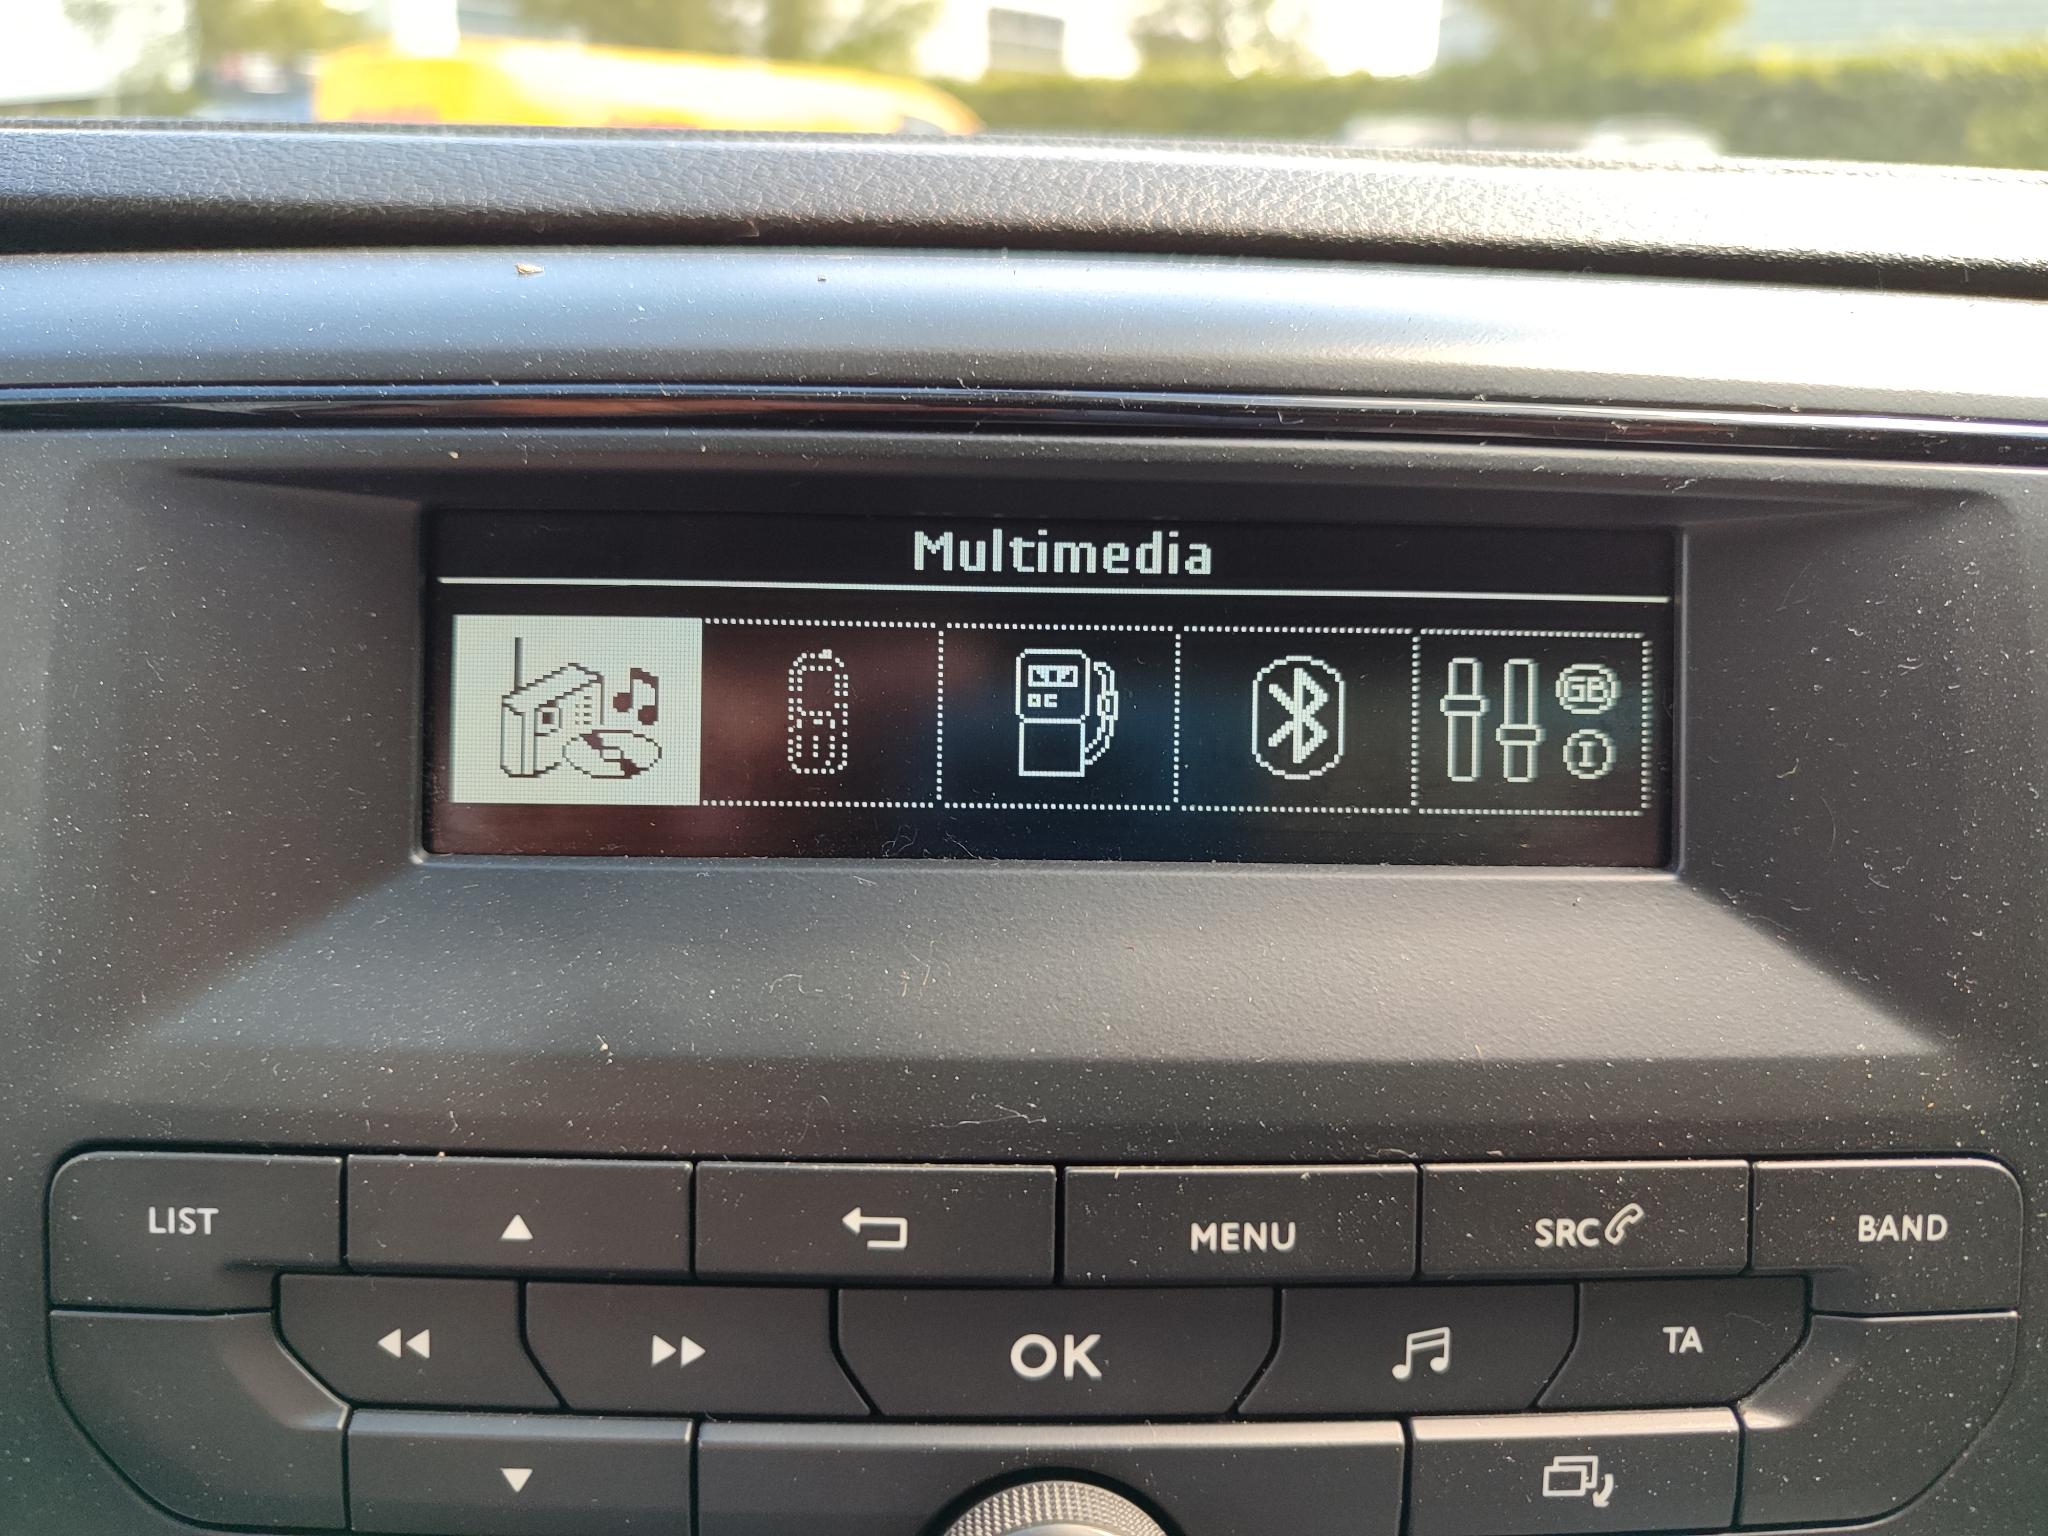 Multimedia
GB
I
LIST
MENU
SRC
BAND
OK
TA